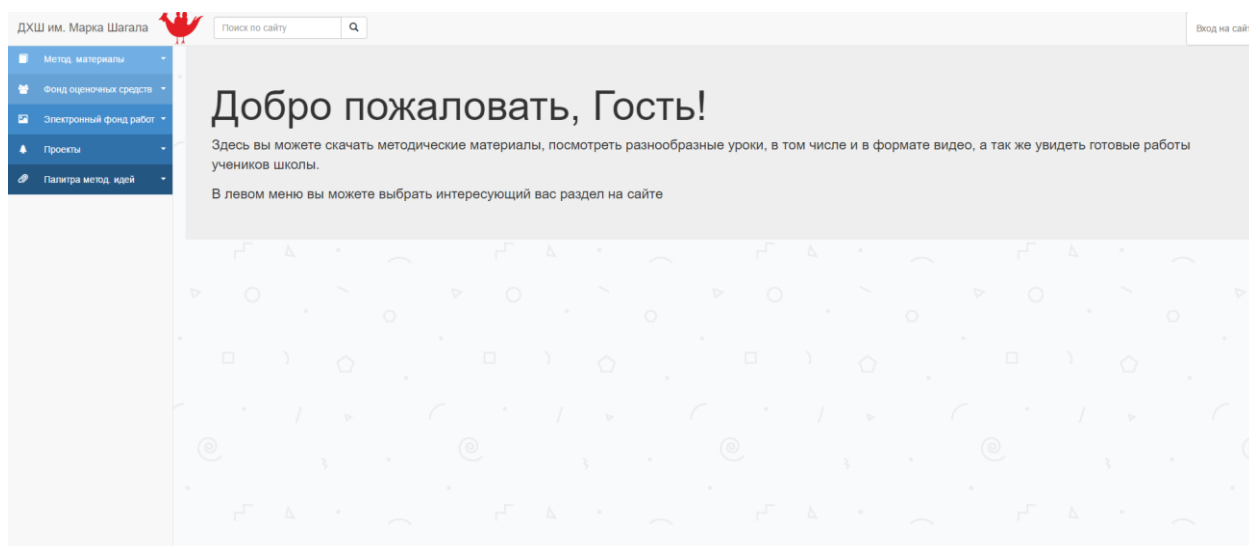 ДХШ им. Марка Шагала
Поиск по сайту
Вход на сайт
Метод. материалы
Фонд оценочных средств
Электронный фонд работ
Проекты
Палитра метод. идей
Добро пожаловать, Гость!
Здесь вы можете скачать методические материалы, посмотреть разнообразные уроки, в том числе и в формате видео, а так же увидеть готовые работы
учеников школы.
В левом меню вы можете выбрать интересующий вас раздел на сайте